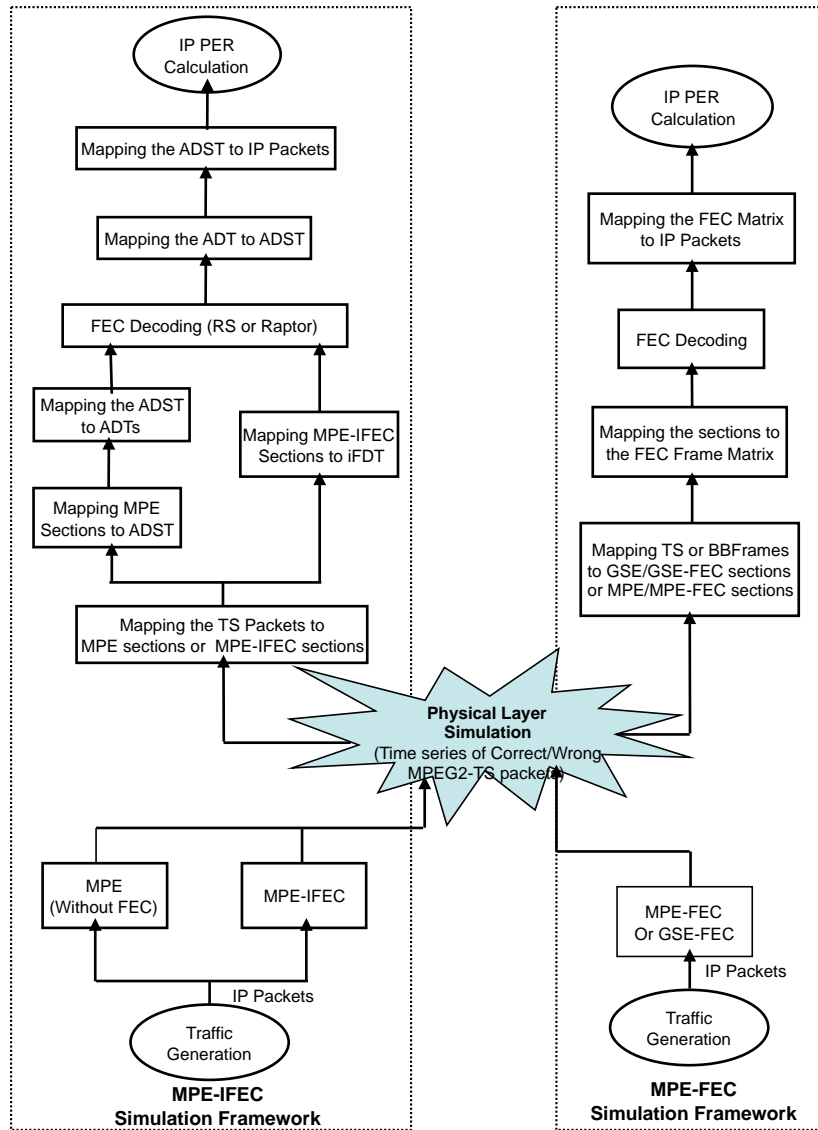 IP PER
Calculation
Mapping the ADST to IP Packets
Mapping the ADT to ADST
FEC Decoding (RS or Raptor)
Mapping the ADST
to ADTs
Mapping MPE-IFEC
Sections to iFDT
Mapping MPE
Sections to ADST
Mapping the TS Packets to
MPE sections or MPE-IFEC sections
IP PER
Calculation
Mapping the FEC Matrix
to IP Packets
FEC Decoding
Mapping the sections to
the FEC Frame Matrix
Mapping TS or BBFrames
to GSE/GSE-FEC sections
or MPE/MPE-FEC sections
Physical Layer
Simulation
(Time series of Correct/Wrong
MPEG2-TS packets)
MPE
(Without FEC)
MPE-IFEC
IP Packets
Traffic
Generation
MPE-IFEC
Simulation Framework
MPE-FEC
Or GSE-FEC
IP Packets
Traffic
Generation
MPE-FEC
Simulation Framework